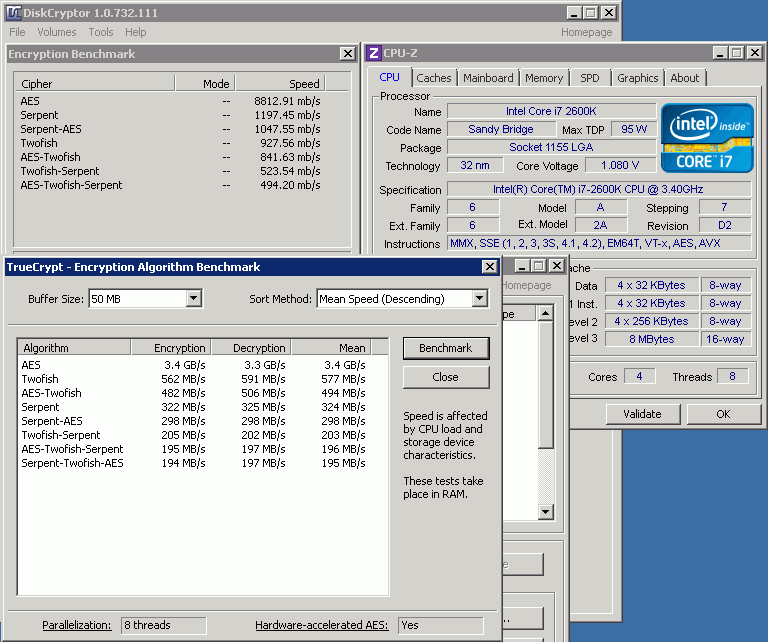 DiskCryptor 1.0.732.111
File Volumes Tools Help Homepage
Encryption Benchmark
Cipher Mode Speed
AES -- 8812.91 mb/s
Serpent -- 1197.45 mb/s
Serpent-AES -- 1047.55 mb/s
Twofish -- 927.56 mb/s
AES-Twofish -- 841.63 mb/s
Twofish-Serpent -- 523.54 mb/s
AES-Twofish-Serpent -- 494.20 mb/s
CPU-Z
CPU Caches Mainboard Memory SPD Graphics About
Processor
Name Intel Core i7 2600K
Code Name Sandy Bridge Max TDP 95 W
Package Socket 1155 LGA
Technology 32 nm Core Voltage 1.080 V
(intel) inside™
CORE™ i7
Specification Intel(R) Core(TM) i7-2600K CPU @ 3.40GHz
Family 6 Model A Stepping 7
Ext. Family 6 Ext. Model 2A Revision D2
Instructions MMX, SSE (1, 2, 3, 3S, 4.1, 4.2), EM64T, VT-x, AES, AVX
ache
Data 4 x 32 KBytes 8-way
1 Inst. 4 x 32 KBytes 8-way
evel 2 4 x 256 KBytes 8-way
evel 3 8 MBytes 16-way
Cores 4 Threads 8
Validate OK
Homepage
pe
e
..
TrueCrypt - Encryption Algorithm Benchmark
Buffer Size: 50 MB Sort Method: Mean Speed (Descending)
Algorithm Encryption Decryption Mean
AES 3.4 GB/s 3.3 GB/s 3.4 GB/s
Twofish 562 MB/s 591 MB/s 577 MB/s
AES-Twofish 482 MB/s 506 MB/s 494 MB/s
Serpent 322 MB/s 325 MB/s 324 MB/s
Serpent-AES 298 MB/s 298 MB/s 298 MB/s
Twofish-Serpent 205 MB/s 202 MB/s 203 MB/s
AES-Twofish-Serpent 195 MB/s 197 MB/s 196 MB/s
Serpent-Twofish-AES 194 MB/s 197 MB/s 195 MB/s
Benchmark
Close
Speed is affected
by CPU load and
storage device
characteristics.
These tests take
place in RAM.
Parallelization: 8 threads Hardware-accelerated AES: Yes